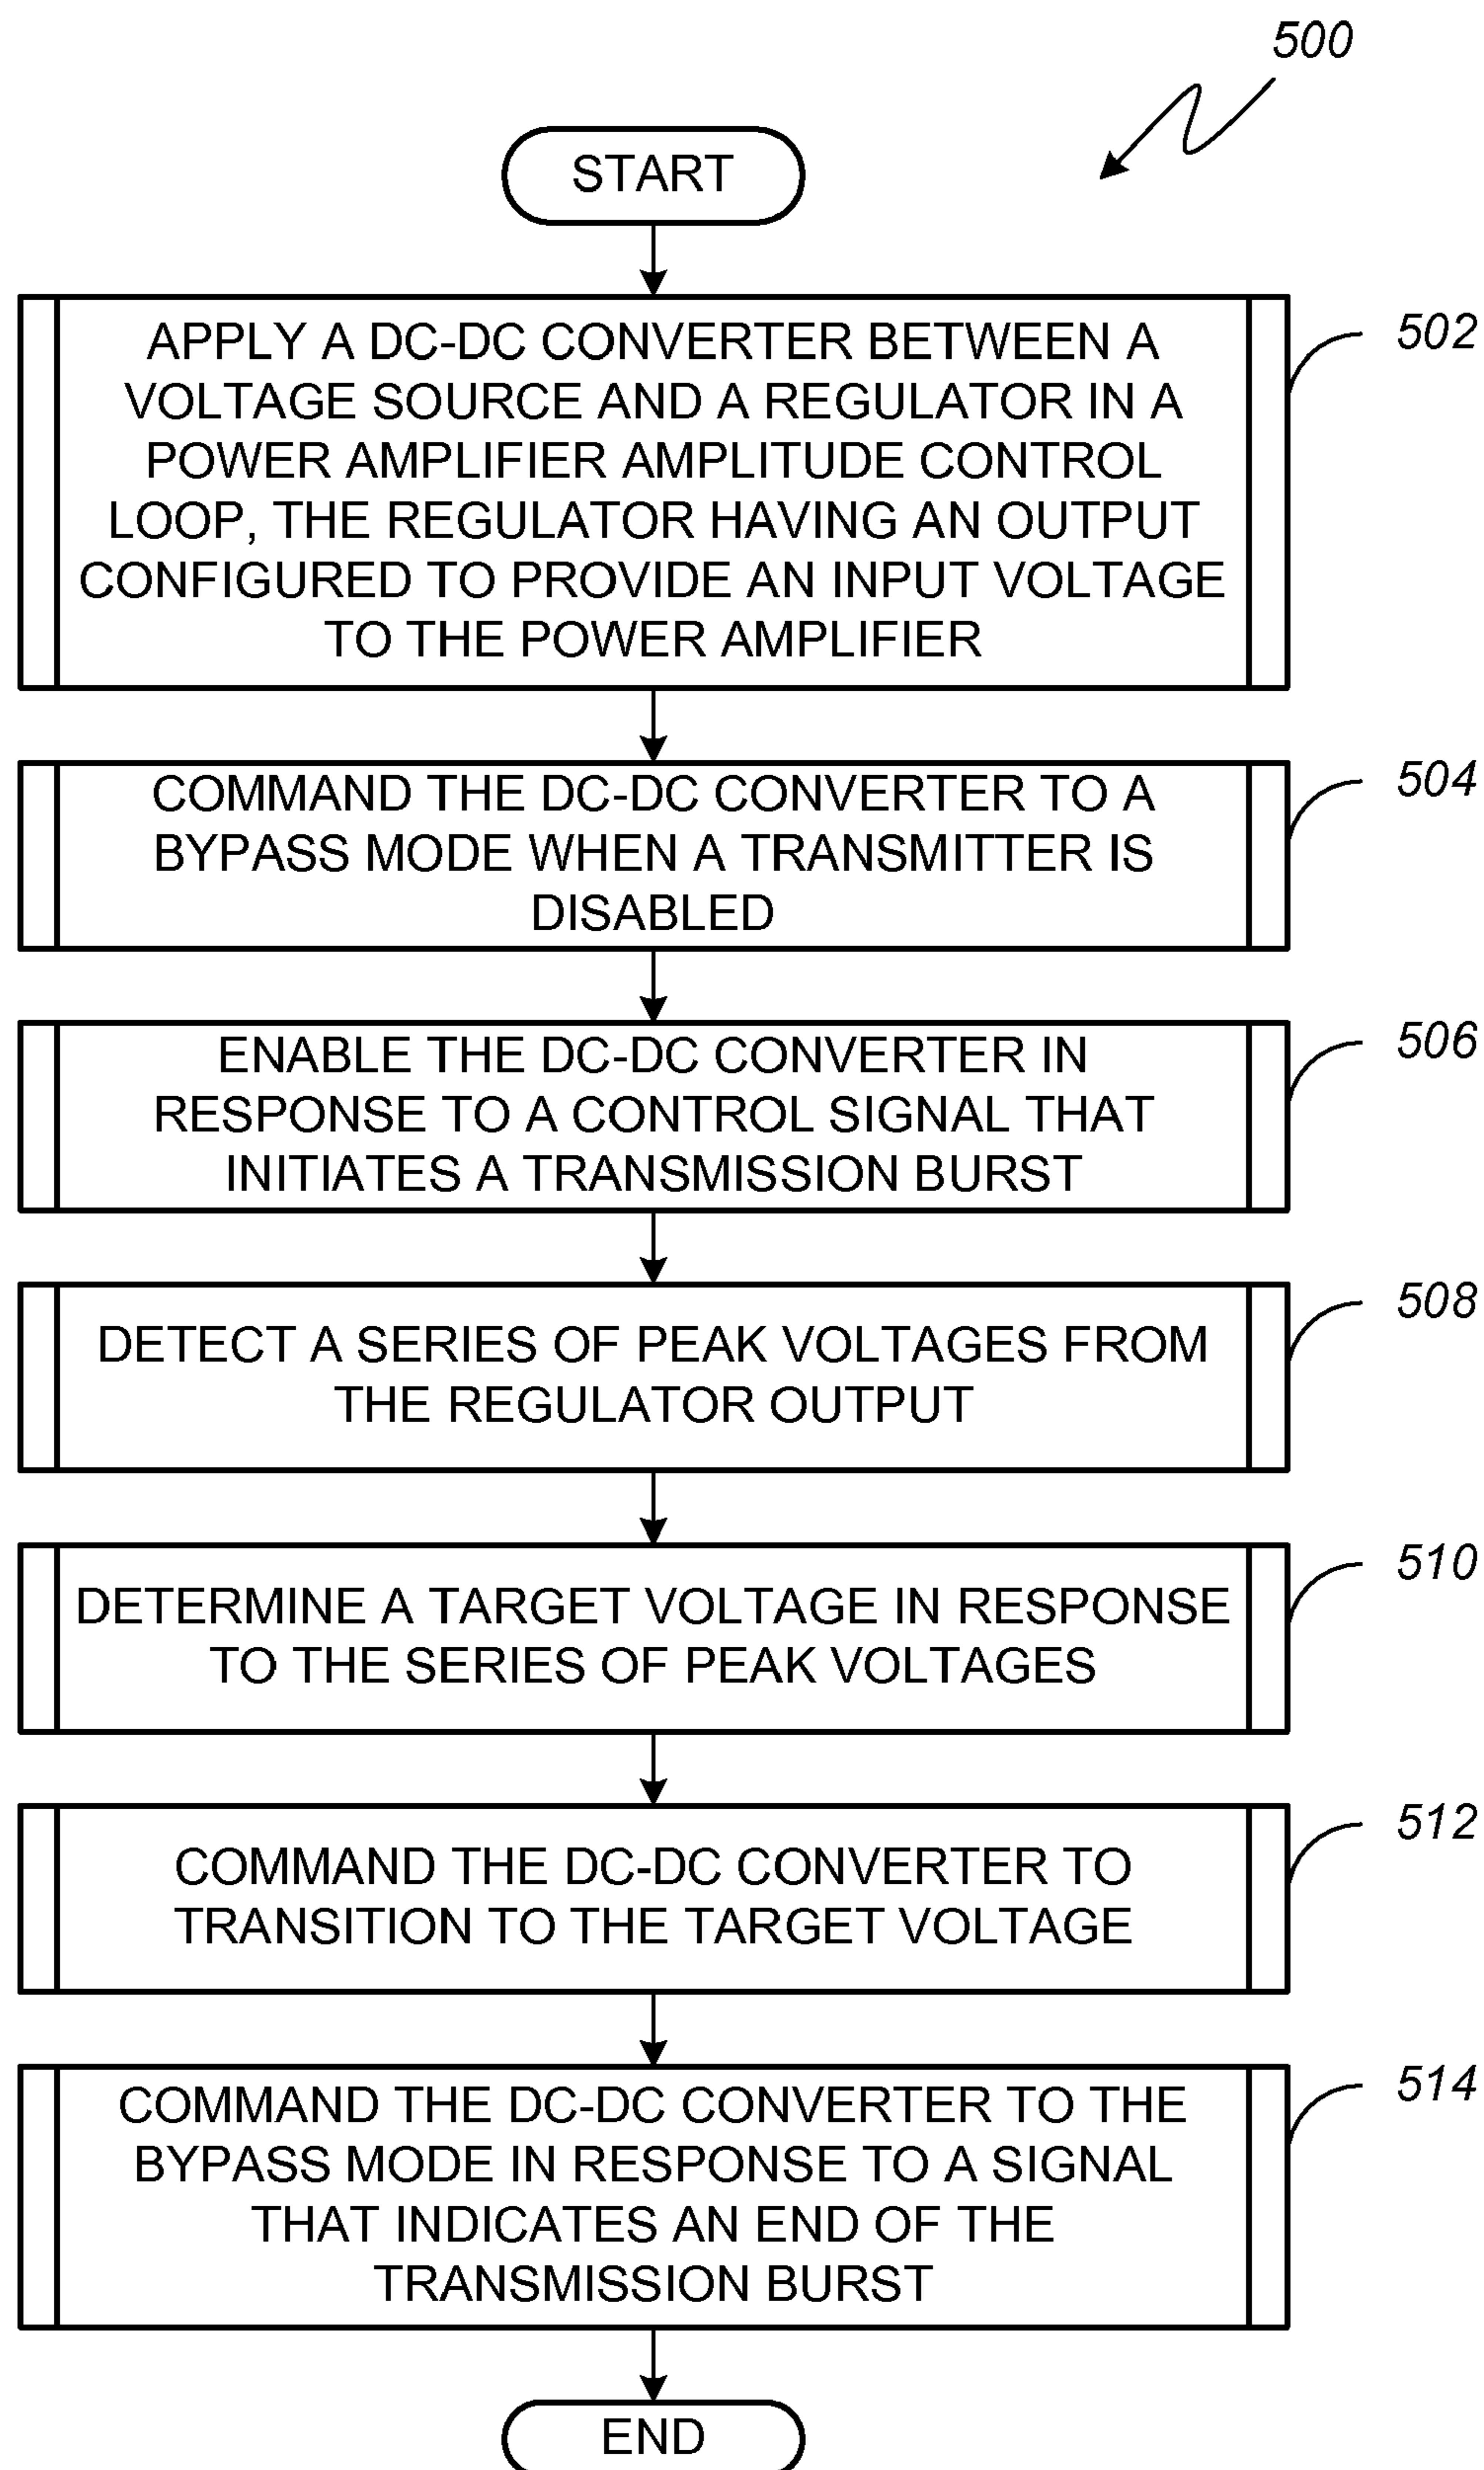 500
START
APPLY A DC-DC CONVERTER BETWEEN A
VOLTAGE SOURCE AND A REGULATOR IN A
POWER AMPLIFIER AMPLITUDE CONTROL
LOOP, THE REGULATOR HAVING AN OUTPUT
CONFIGURED TO PROVIDE AN INPUT VOLTAGE
TO THE POWER AMPLIFIER
502
COMMAND THE DC-DC CONVERTER TO A
BYPASS MODE WHEN A TRANSMITTER IS
DISABLED
504
ENABLE THE DC-DC CONVERTER IN
RESPONSE TO A CONTROL SIGNAL THAT
INITIATES A TRANSMISSION BURST
506
DETECT A SERIES OF PEAK VOLTAGES FROM
THE REGULATOR OUTPUT
508
DETERMINE A TARGET VOLTAGE IN RESPONSE
TO THE SERIES OF PEAK VOLTAGES
510
COMMAND THE DC-DC CONVERTER TO
TRANSITION TO THE TARGET VOLTAGE
512
COMMAND THE DC-DC CONVERTER TO THE
BYPASS MODE IN RESPONSE TO A SIGNAL
THAT INDICATES AN END OF THE
TRANSMISSION BURST
514
END